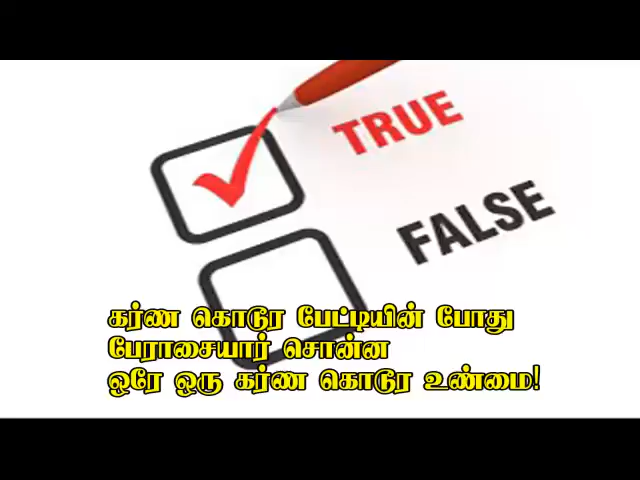 TRUE
FALSE
கர்ண கொடூர பேட்டியின் போது
பேராசையார் சொன்ன
ஒரே ஒரு கர்ண கொடூர உண்மை!